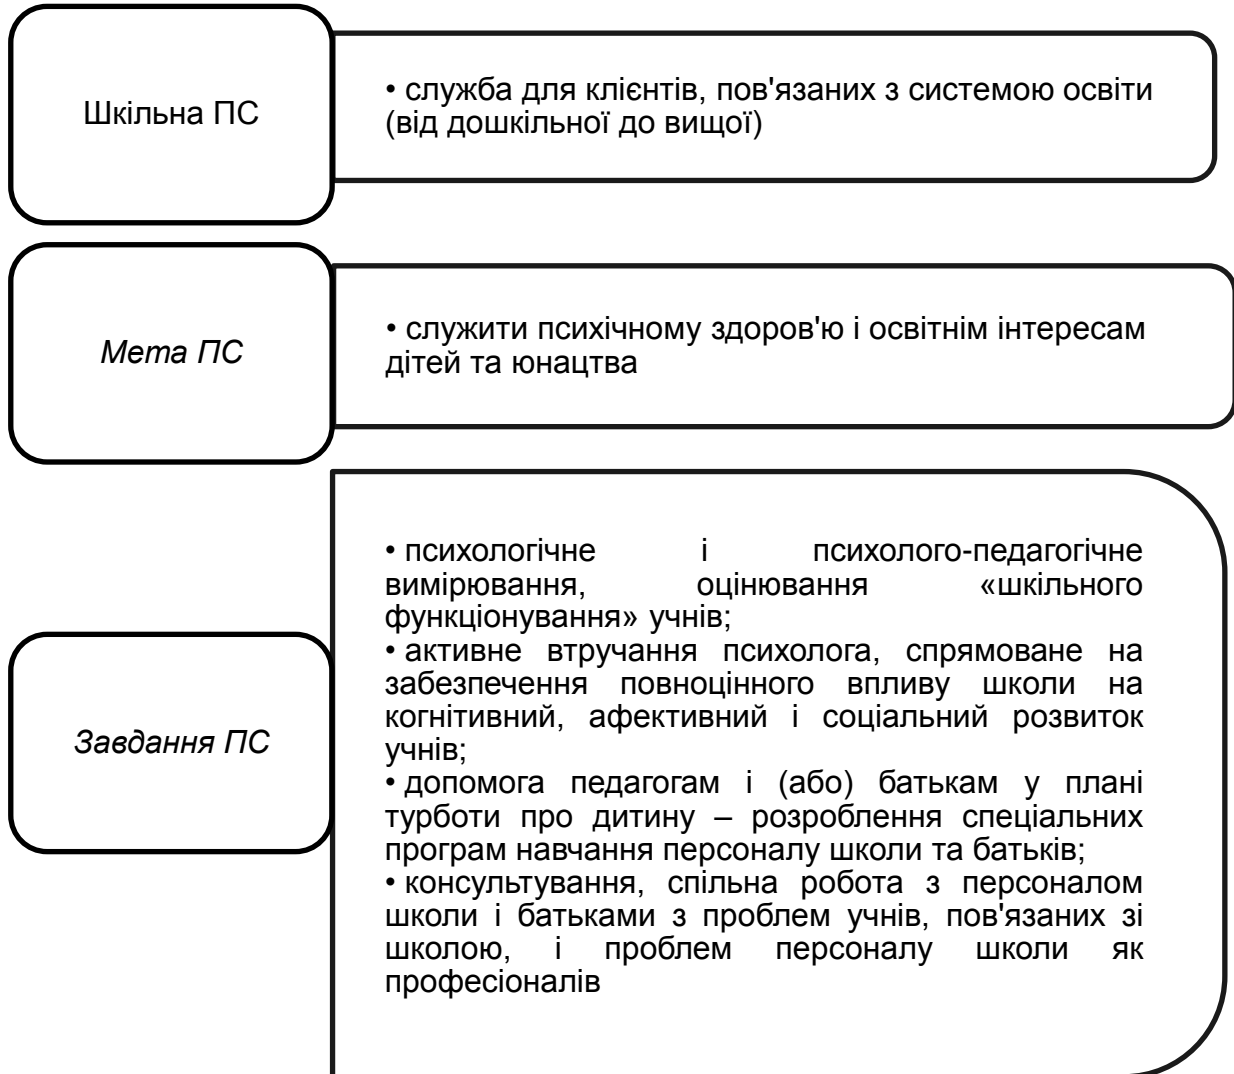 Шкільна ПС
• служба для клієнтів, пов'язаних з системою освіти
(від дошкільної до вищої)
Мета ПС
• служити психічному здоров'ю і освітнім інтересам
дітей та юнацтва
Завдання ПС
• психологічне і психолого-педагогічне
вимірювання, оцінювання «шкільного
функціонування» учнів;
• активне втручання психолога, спрямоване на
забезпечення повноцінного впливу школи на
когнітивний, афективний і соціальний розвиток
учнів;
• допомога педагогам і (або) батькам у плані
турботи про дитину – розроблення спеціальних
програм навчання персоналу школи та батьків;
• консультування, спільна робота з персоналом
школи і батьками з проблем учнів, пов'язаних зі
школою, і проблем персоналу школи як
професіоналів